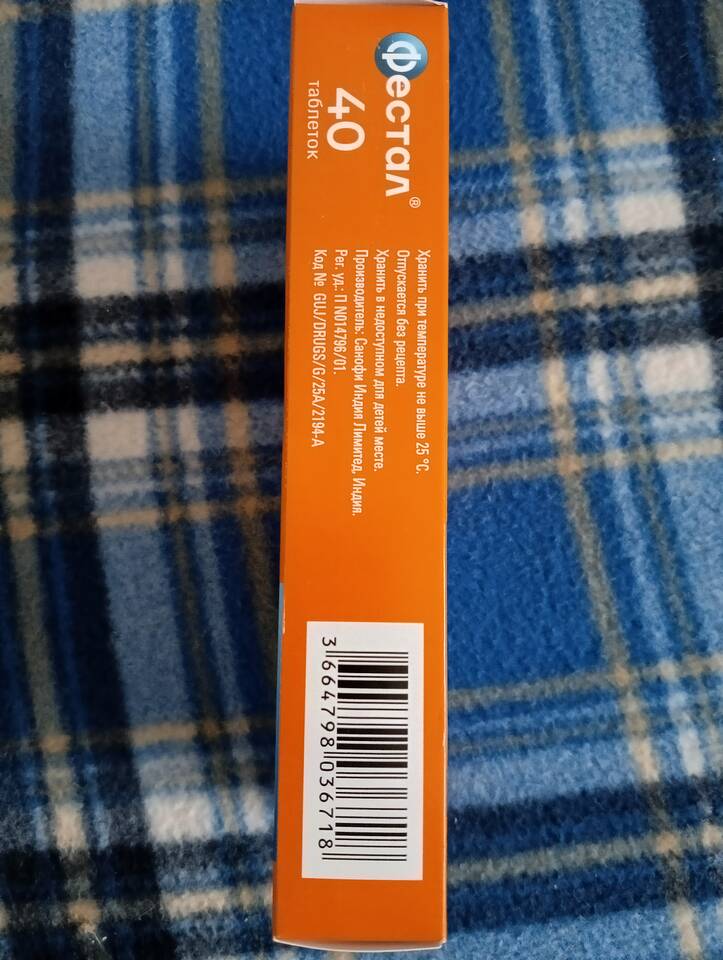 Фестал®
40
таблеток
Хранить при температуре не выше 25 °С.
Отпускается без рецепта.
Хранить в недоступном для детей месте.
Производитель: Санофи Индия Лимитед, Индия.
Рег. уд.: П N014796/01.
Код № GUJ/DRUGS/G/25A/2194-A
3 664798 036718